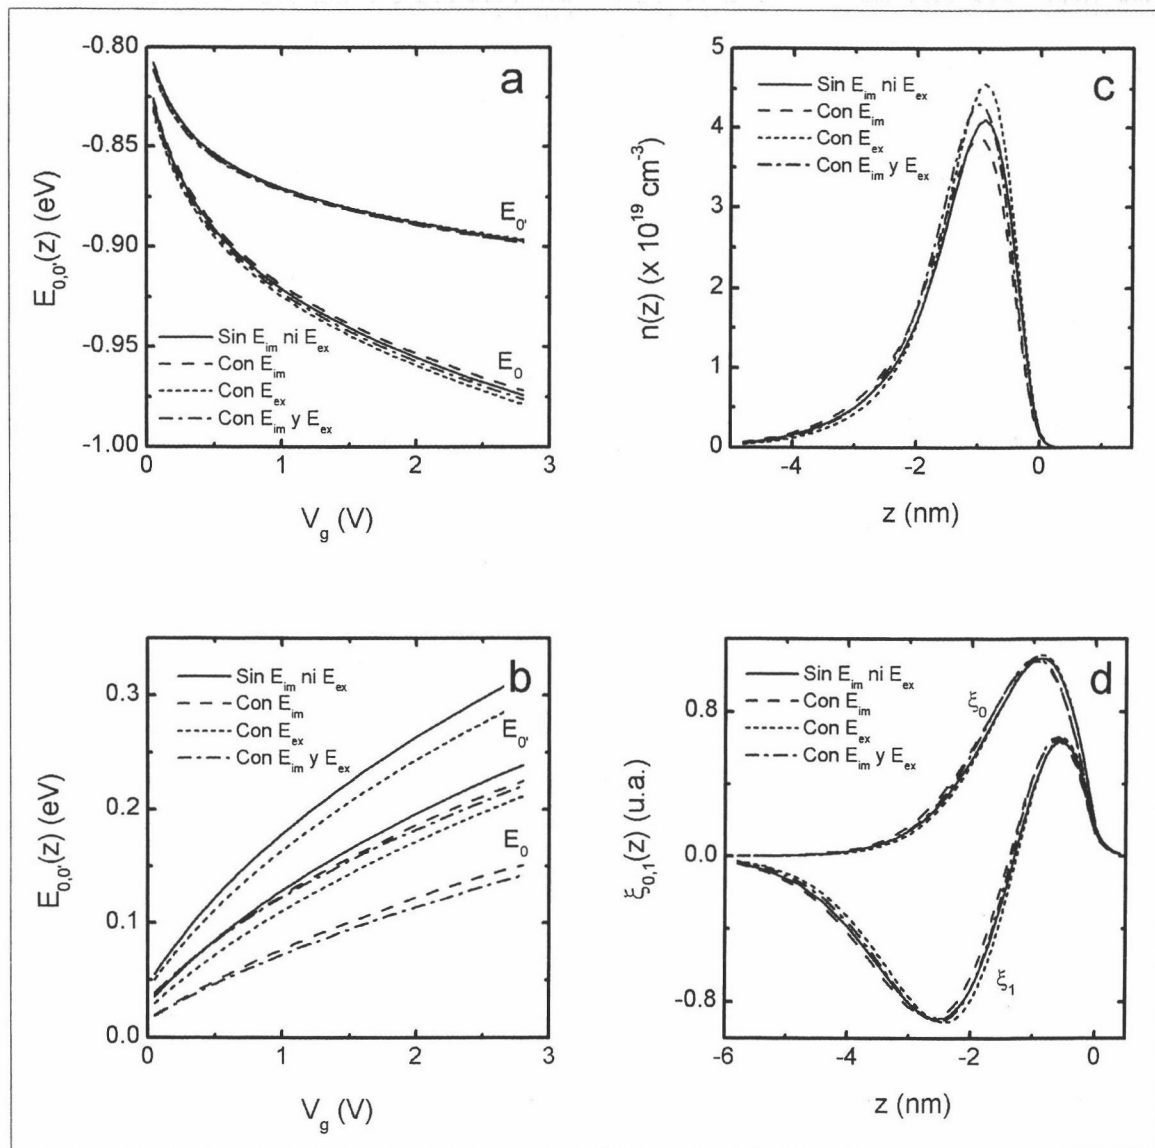 a
-0.80
-0.85
-0.90
-0.95
-1.00
0
1
2
3
E0,0'(z) (eV)
Vg (V)
E0'
E0
Sin Eim ni Eex
Con Eim
Con Eex
Con Eim y Eex
c
5
4
3
2
1
0
-4
-2
0
n(z) (x 10^19 cm^-3)
z (nm)
Sin Eim ni Eex
Con Eim
Con Eex
Con Eim y Eex
b
0.3
0.2
0.1
0.0
0
1
2
3
E0,0'(z) (eV)
Vg (V)
Sin Eim ni Eex
Con Eim
Con Eex
Con Eim y Eex
E0'
E0
d
0.8
0.0
-0.8
-6
-4
-2
0
ξ0,1(z) (u.a.)
z (nm)
Sin Eim ni Eex
Con Eim
Con Eex
Con Eim y Eex
ξ0
ξ1